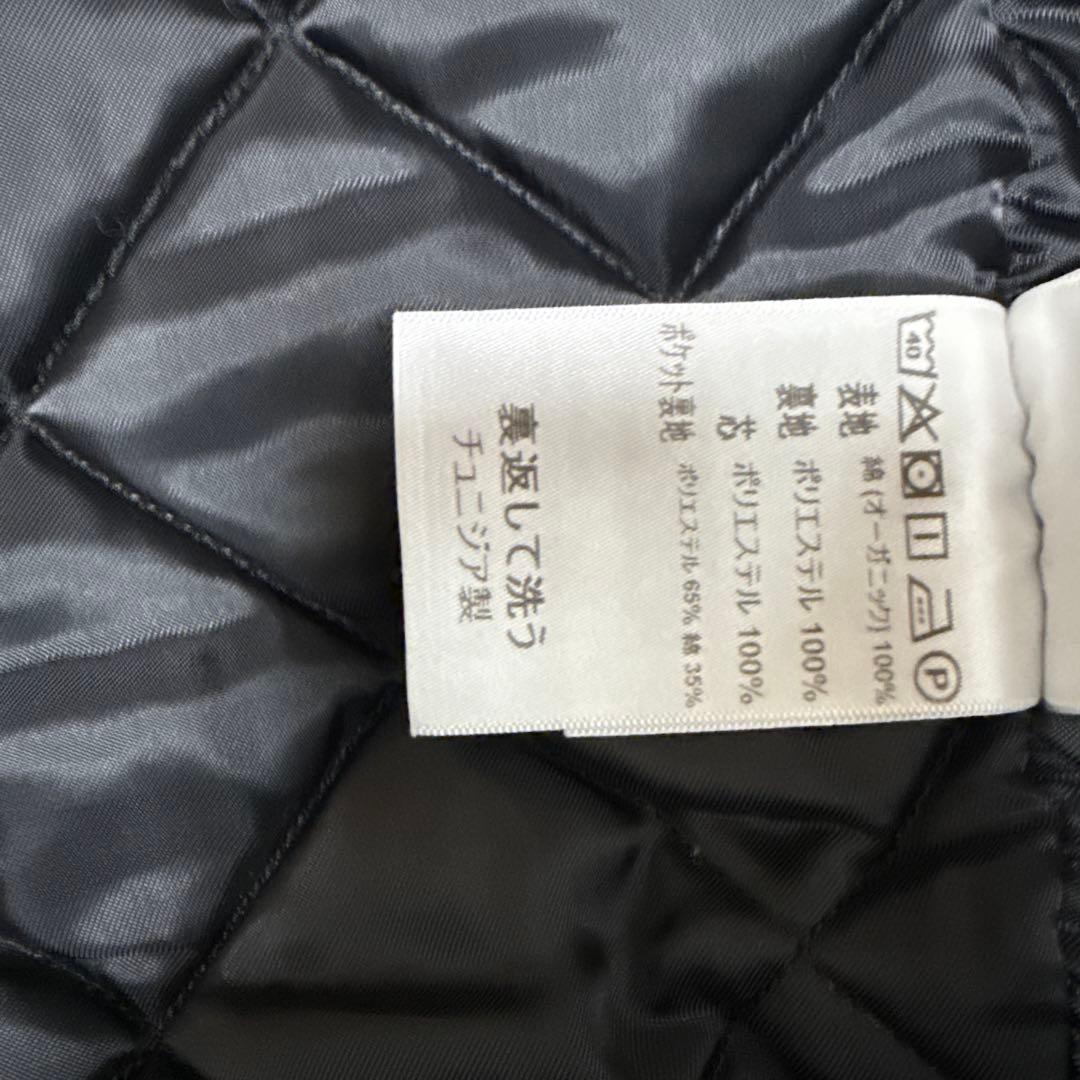 40 P
表地 綿 (オーガニック) 100%
裏地 ポリエステル 100%
芯 ポリエステル 100%
ポケット裏地 ポリエステル 65% 綿 35%
裏返して洗う
チュニジア製